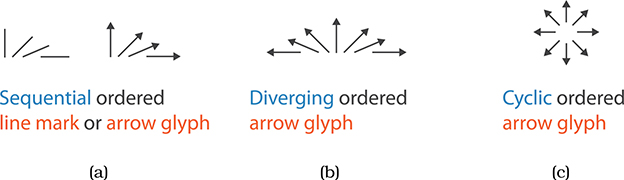 Sequential ordered
line mark or arrow glyph
(a)
Diverging ordered
arrow glyph
(b)
Cyclic ordered
arrow glyph
(c)